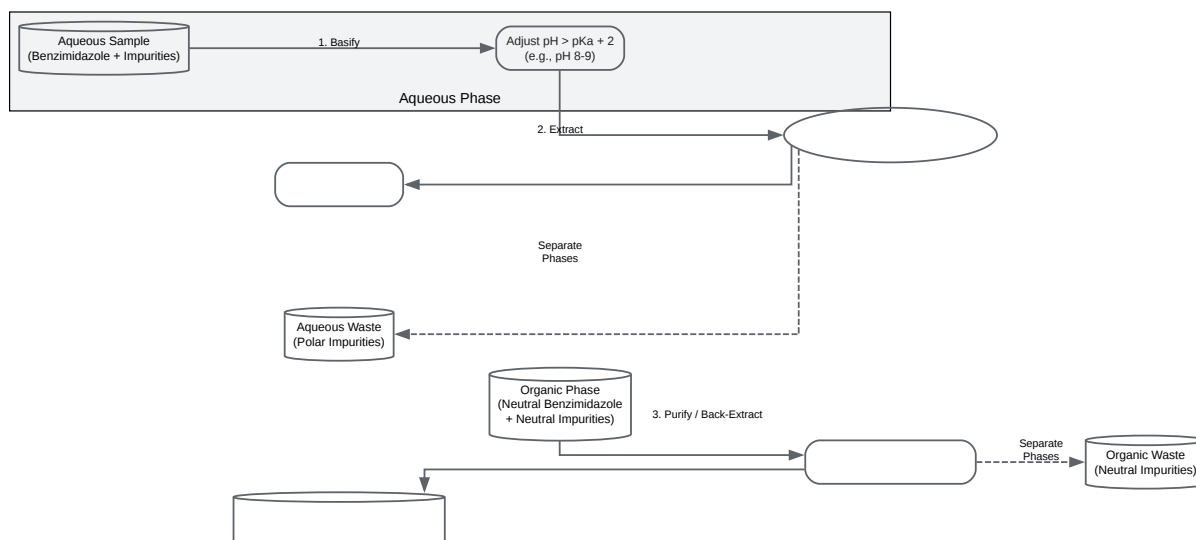 Aqueous Sample
(Benzimidazole + Impurities)
1. Basify
Adjust pH > pKa + 2
(e.g., pH 8-9)
Aqueous Phase
2. Extract
Separate
Phases
Aqueous Waste
(Polar Impurities)
Organic Phase
(Neutral Benzimidazole
+ Neutral Impurities)
3. Purify / Back-Extract
Separate
Phases
Organic Waste
(Neutral Impurities)